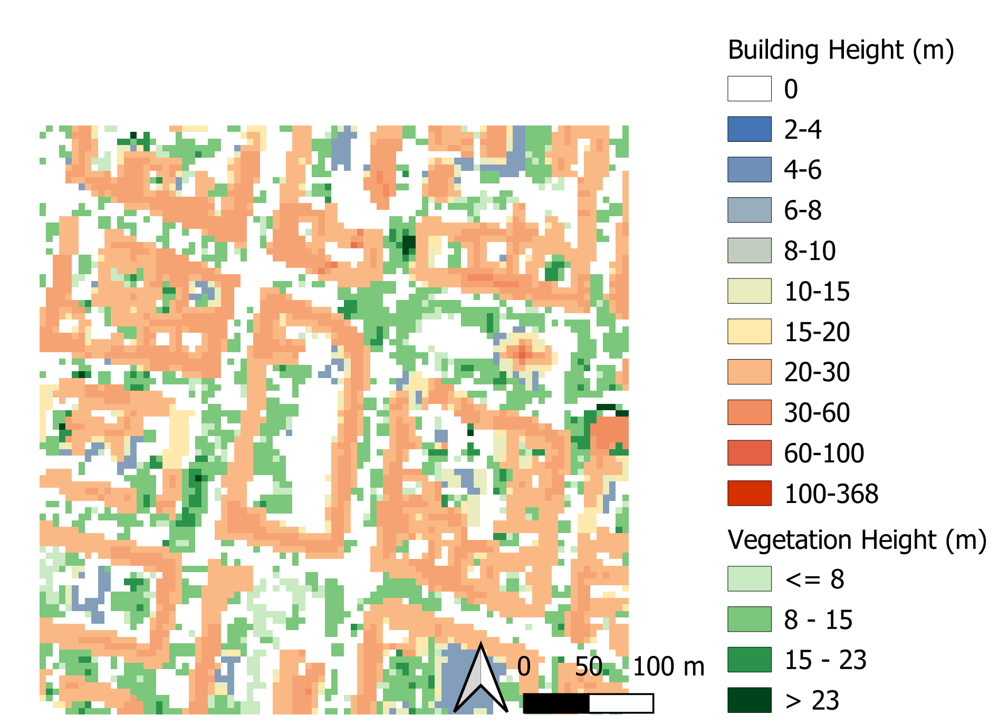 Building Height (m)
0
2-4
4-6
6-8
8-10
10-15
15-20
20-30
30-60
60-100
100-368
Vegetation Height (m)
<= 8
8 - 15
15 - 23
> 23
0 50 100 m